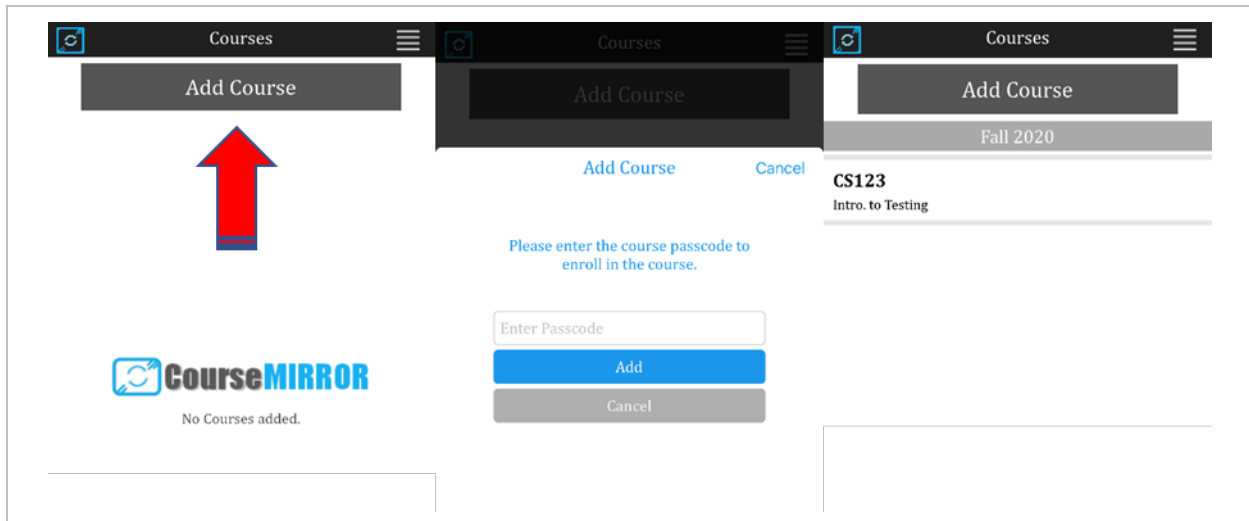 Courses
Add Course
CourseMIRROR
No Courses added.
Courses
Add Course
Add Course
Cancel
Please enter the course passcode to
enroll in the course.
Enter Passcode
Add
Cancel
Courses
Add Course
Fall 2020
CS123
Intro. to Testing